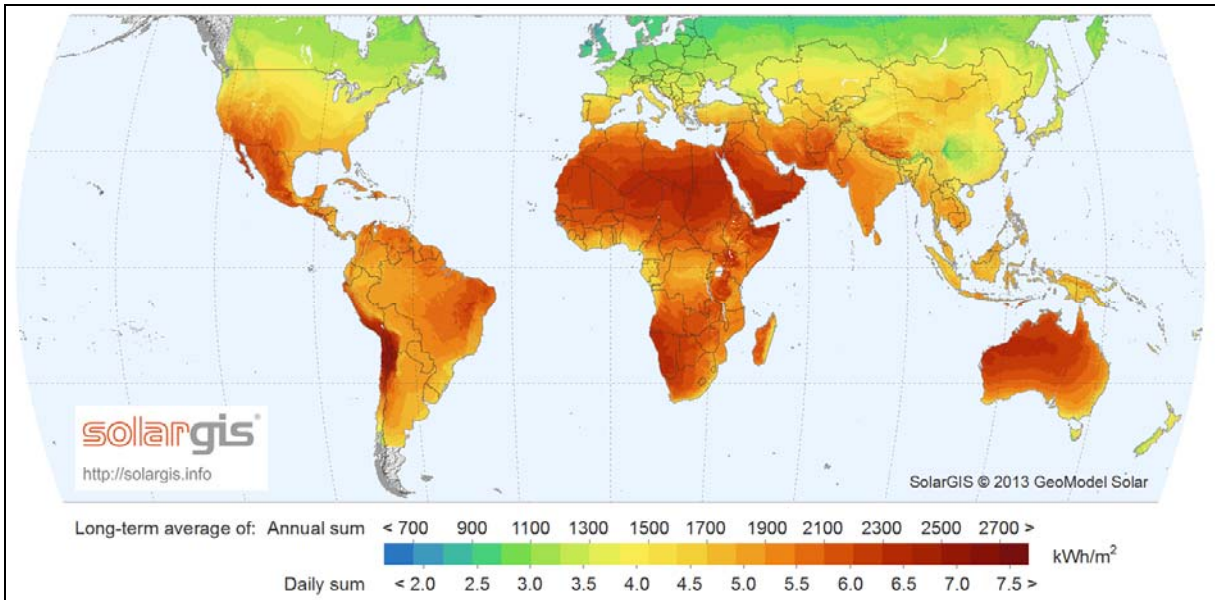 solargis®
http://solargis.info
SolarGIS © 2013 GeoModel Solar
Long-term average of: Annual sum < 700 900 1100 1300 1500 1700 1900 2100 2300 2500 2700 >
kWh/m²
Daily sum < 2.0 2.5 3.0 3.5 4.0 4.5 5.0 5.5 6.0 6.5 7.0 7.5 >